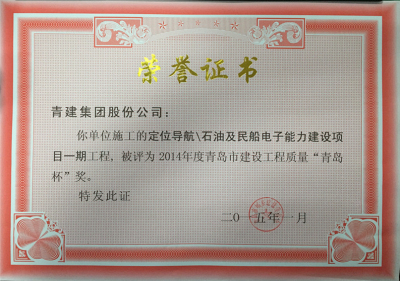 荣誉证书
青建集团股份公司：
你单位施工的定位导航\石油及民船电子能力建设项
目一期工程，被评为2014年度青岛市建设工程质量“青岛
杯”奖。
特发此证
二〇一五年一月